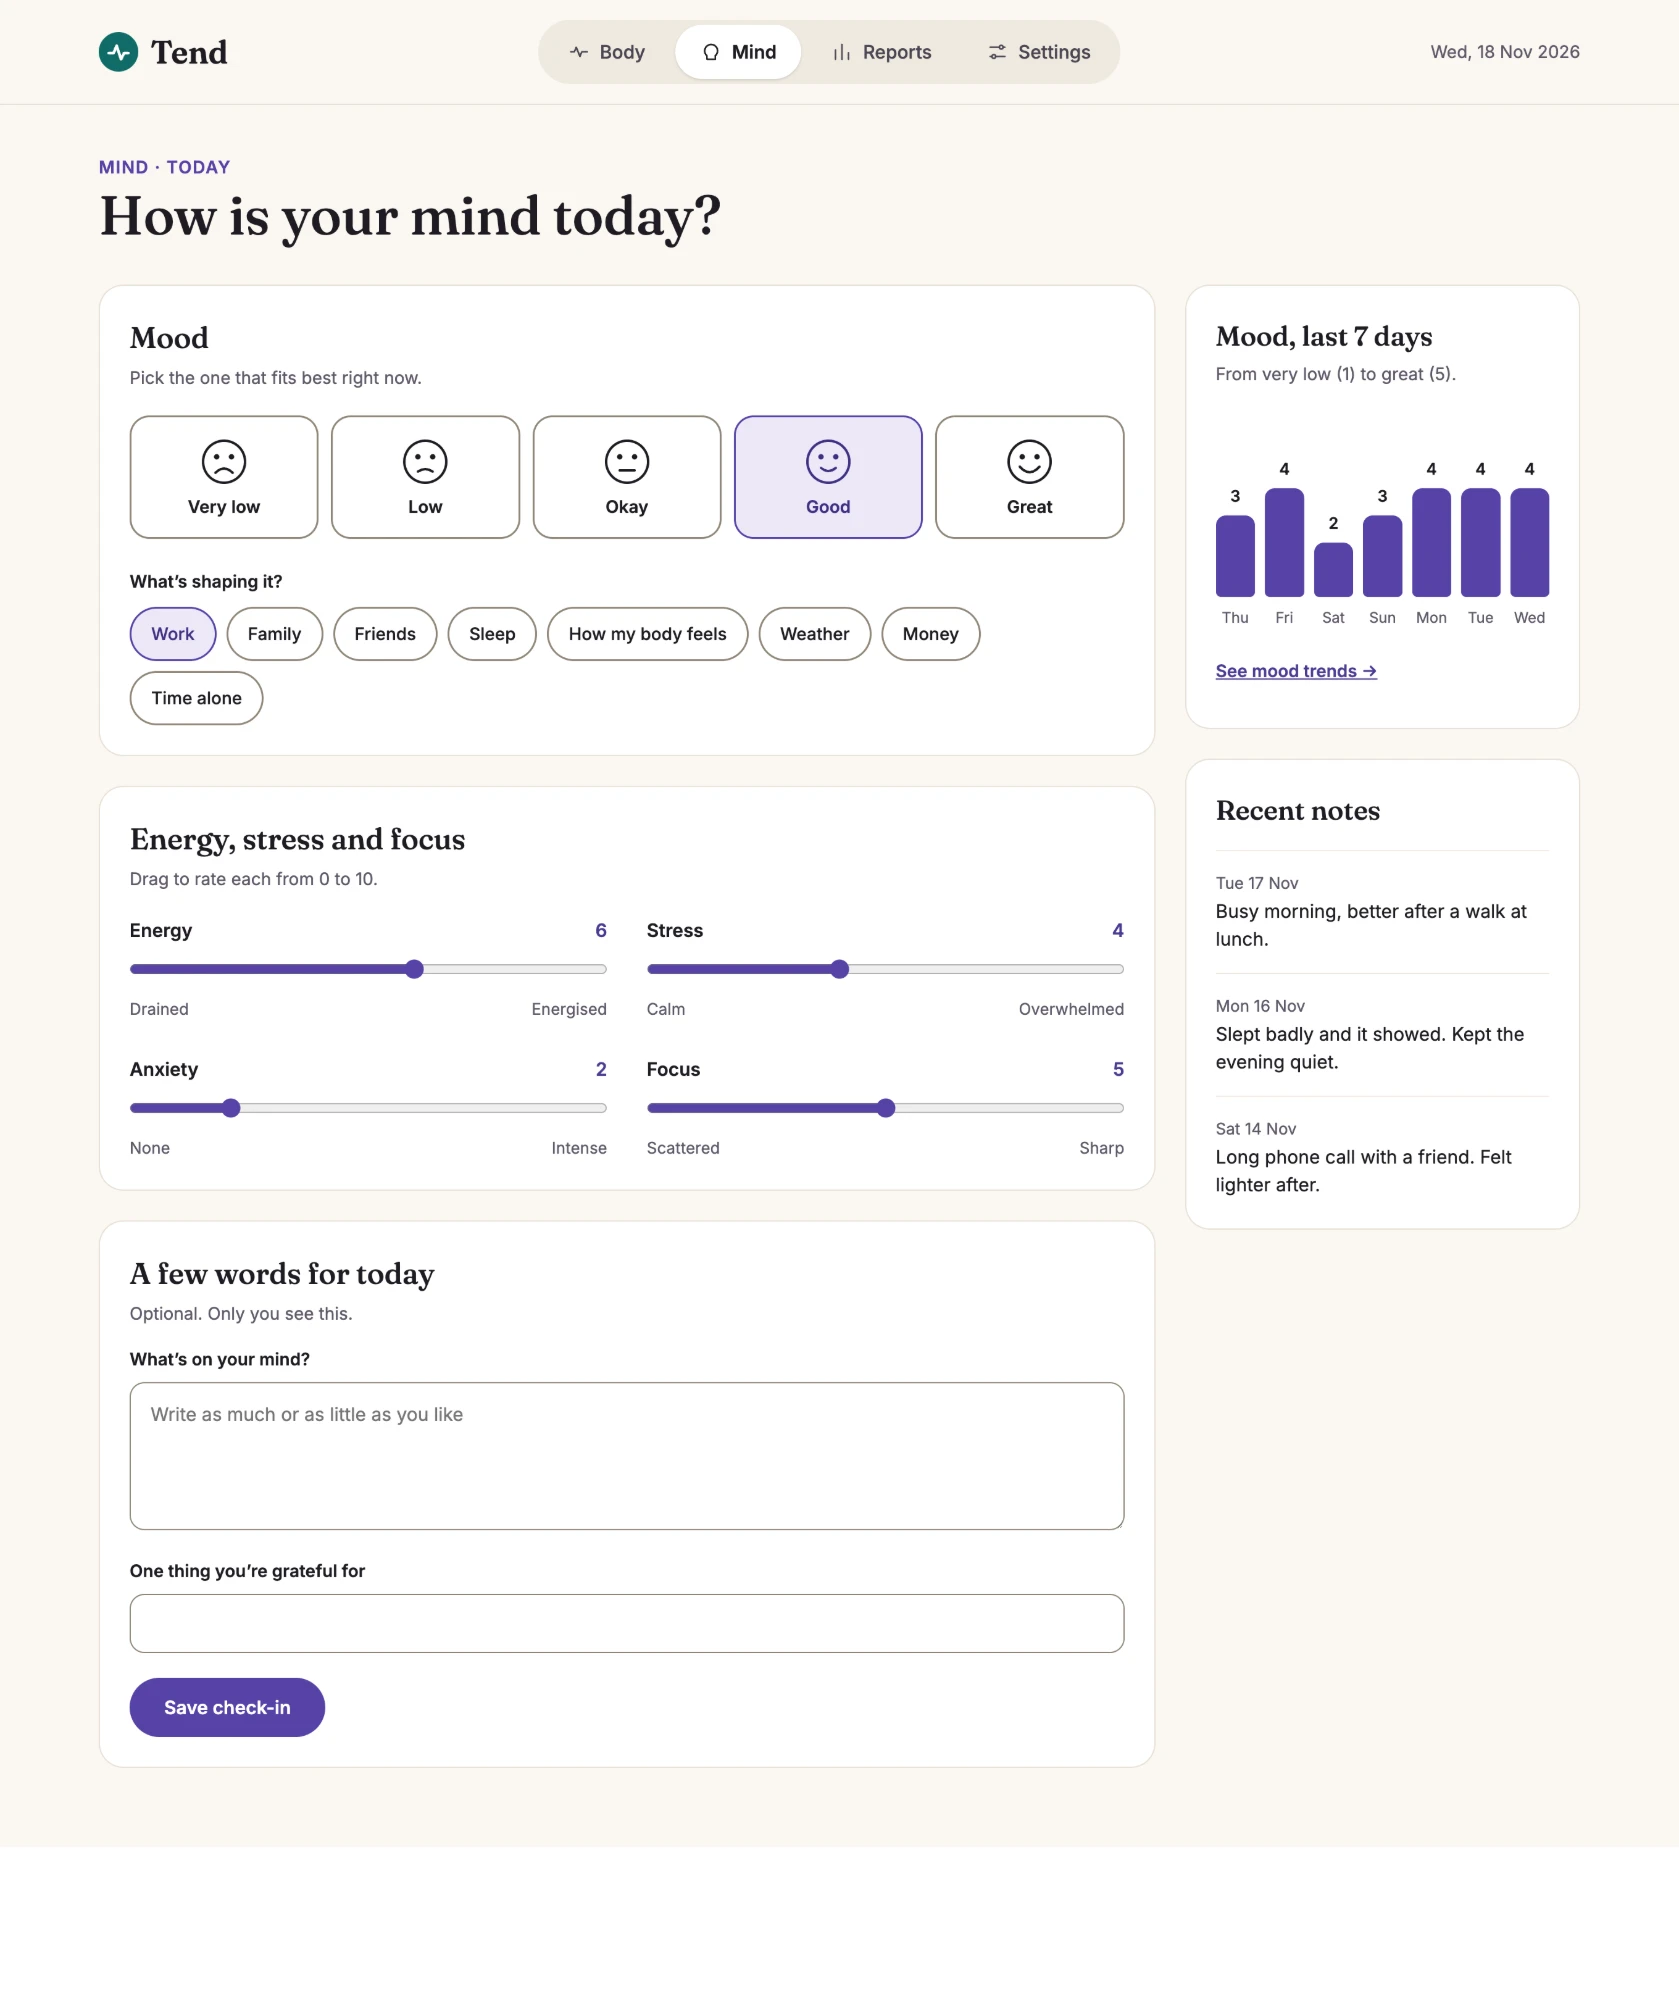 Tend
Body
Mind
Reports
Settings
Wed, 18 Nov 2026
MIND · TODAY
How is your mind today?
Mood
Pick the one that fits best right now.
Very low
Low
Okay
Good
Great
What’s shaping it?
Work
Family
Friends
Sleep
How my body feels
Weather
Money
Time alone
Energy, stress and focus
Drag to rate each from 0 to 10.
Energy 6
Drained Energised
Stress 4
Calm Overwhelmed
Anxiety 2
None Intense
Focus 5
Scattered Sharp
A few words for today
Optional. Only you see this.
What’s on your mind?
Write as much or as little as you like
One thing you’re grateful for
Save check-in
Mood, last 7 days
From very low (1) to great (5).
3 4 2 3 4 4 4
Thu Fri Sat Sun Mon Tue Wed
See mood trends →
Recent notes
Tue 17 Nov
Busy morning, better after a walk at
lunch.
Mon 16 Nov
Slept badly and it showed. Kept the
evening quiet.
Sat 14 Nov
Long phone call with a friend. Felt
lighter after.